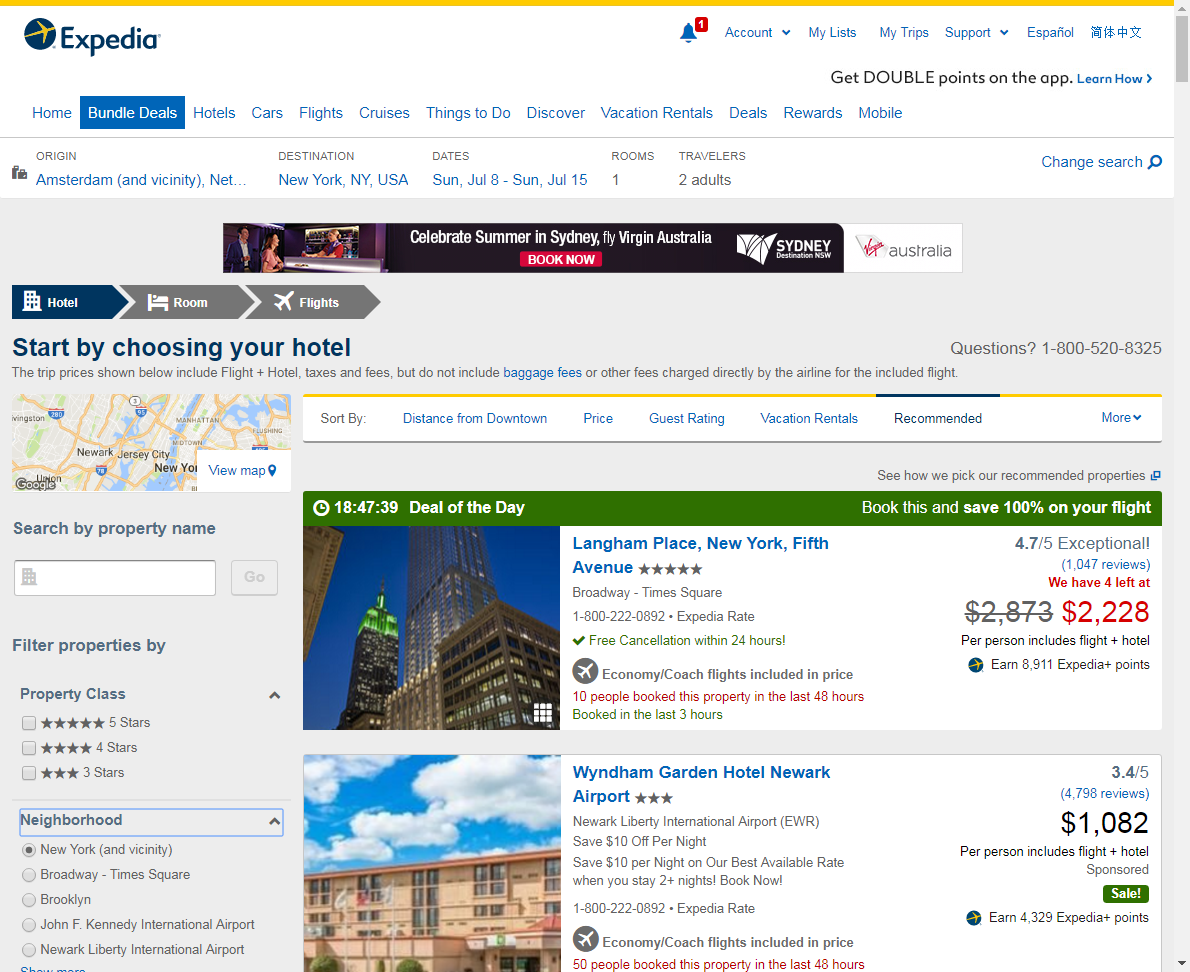 Expedia
1
Account
My Lists
My Trips
Support
Español
简体中文
Get DOUBLE points on the app. Learn How
Home
Bundle Deals
Hotels
Cars
Flights
Cruises
Things to Do
Discover
Vacation Rentals
Deals
Rewards
Mobile
ORIGIN
Amsterdam (and vicinity), Net...
DESTINATION
New York, NY, USA
DATES
Sun, Jul 8 - Sun, Jul 15
ROOMS
1
TRAVELERS
2 adults
Change search
Celebrate Summer in Sydney, fly Virgin Australia
BOOK NOW
SYDNEY
Destination NSW
Virgin australia
Hotel
Room
Flights
Start by choosing your hotel
Questions? 1-800-520-8325
The trip prices shown below include Flight + Hotel, taxes and fees, but do not include baggage fees or other fees charged directly by the airline for the included flight.
ivingston
280
3
95
MANHATTAN
FLUSHING
MIDTOWN
Newark
Jersey City
78
New Yor
Union
Google
View map
Sort By:
Distance from Downtown
Price
Guest Rating
Vacation Rentals
Recommended
More
See how we pick our recommended properties
Search by property name
Go
Filter properties by
Property Class
5 Stars
4 Stars
3 Stars
Neighborhood
New York (and vicinity)
Broadway - Times Square
Brooklyn
John F. Kennedy International Airport
Newark Liberty International Airport
Show more
18:47:39 Deal of the Day
Book this and save 100% on your flight
Langham Place, New York, Fifth
Avenue
Broadway - Times Square
1-800-222-0892 • Expedia Rate
Free Cancellation within 24 hours!
Economy/Coach flights included in price
10 people booked this property in the last 48 hours
Booked in the last 3 hours
4.7/5 Exceptional!
(1,047 reviews)
We have 4 left at
$2,873 $2,228
Per person includes flight + hotel
Earn 8,911 Expedia+ points
Wyndham Garden Hotel Newark
Airport
Newark Liberty International Airport (EWR)
Save $10 Off Per Night
Save $10 per Night on Our Best Available Rate
when you stay 2+ nights! Book Now!
1-800-222-0892 • Expedia Rate
Economy/Coach flights included in price
50 people booked this property in the last 48 hours
3.4/5
(4,798 reviews)
$1,082
Per person includes flight + hotel
Sponsored
Sale!
Earn 4,329 Expedia+ points